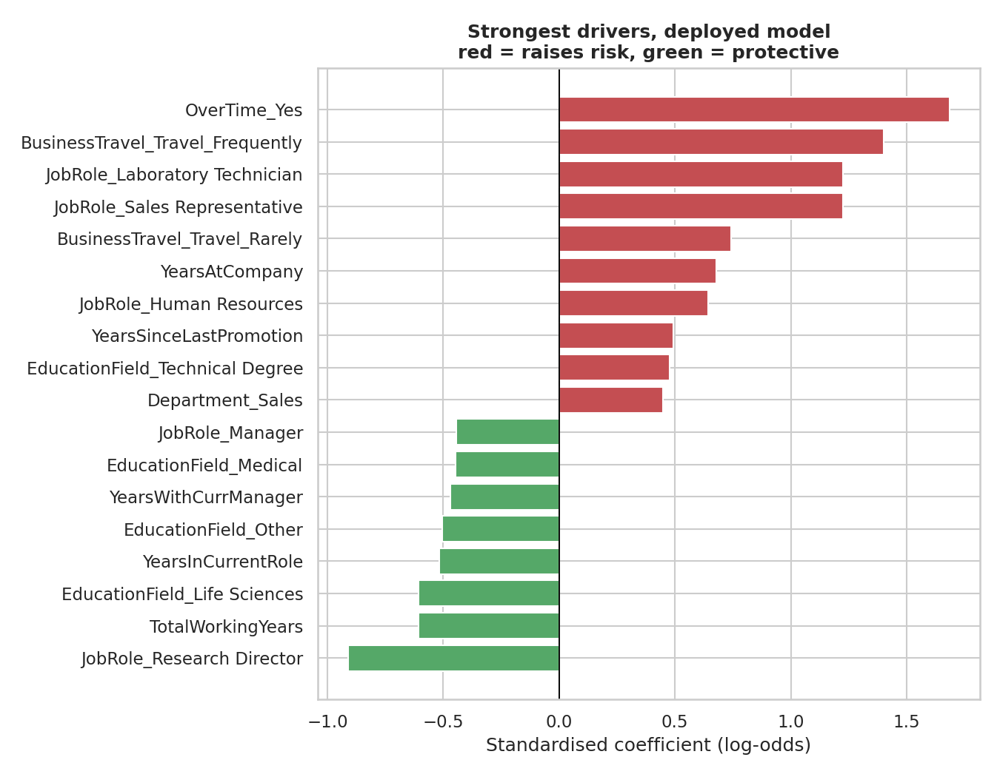 Strongest drivers, deployed model
red = raises risk, green = protective
OverTime_Yes
BusinessTravel_Travel_Frequently
JobRole_Laboratory Technician
JobRole_Sales Representative
BusinessTravel_Travel_Rarely
YearsAtCompany
JobRole_Human Resources
YearsSinceLastPromotion
EducationField_Technical Degree
Department_Sales
JobRole_Manager
EducationField_Medical
YearsWithCurrManager
EducationField_Other
YearsInCurrentRole
EducationField_Life Sciences
TotalWorkingYears
JobRole_Research Director
−1.0 −0.5 0.0 0.5 1.0 1.5
Standardised coefficient (log-odds)